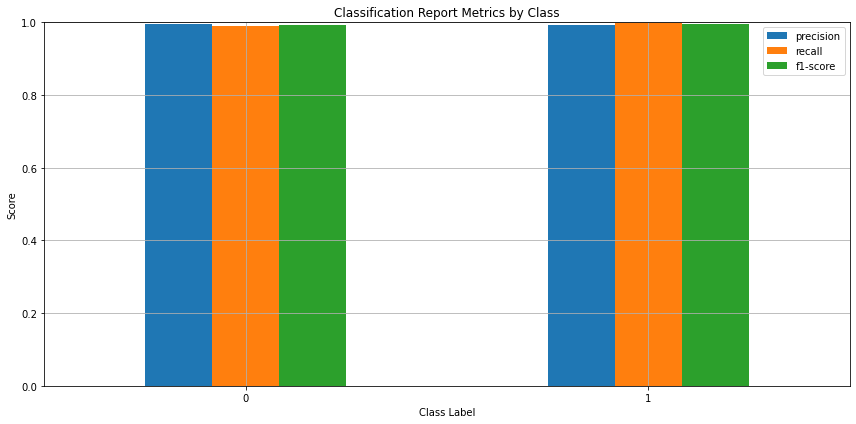 Classification Report Metrics by Class
precision
recall
f1-score
1.0
0.8
0.6
0.4
0.2
0.0
Score
0
1
Class Label